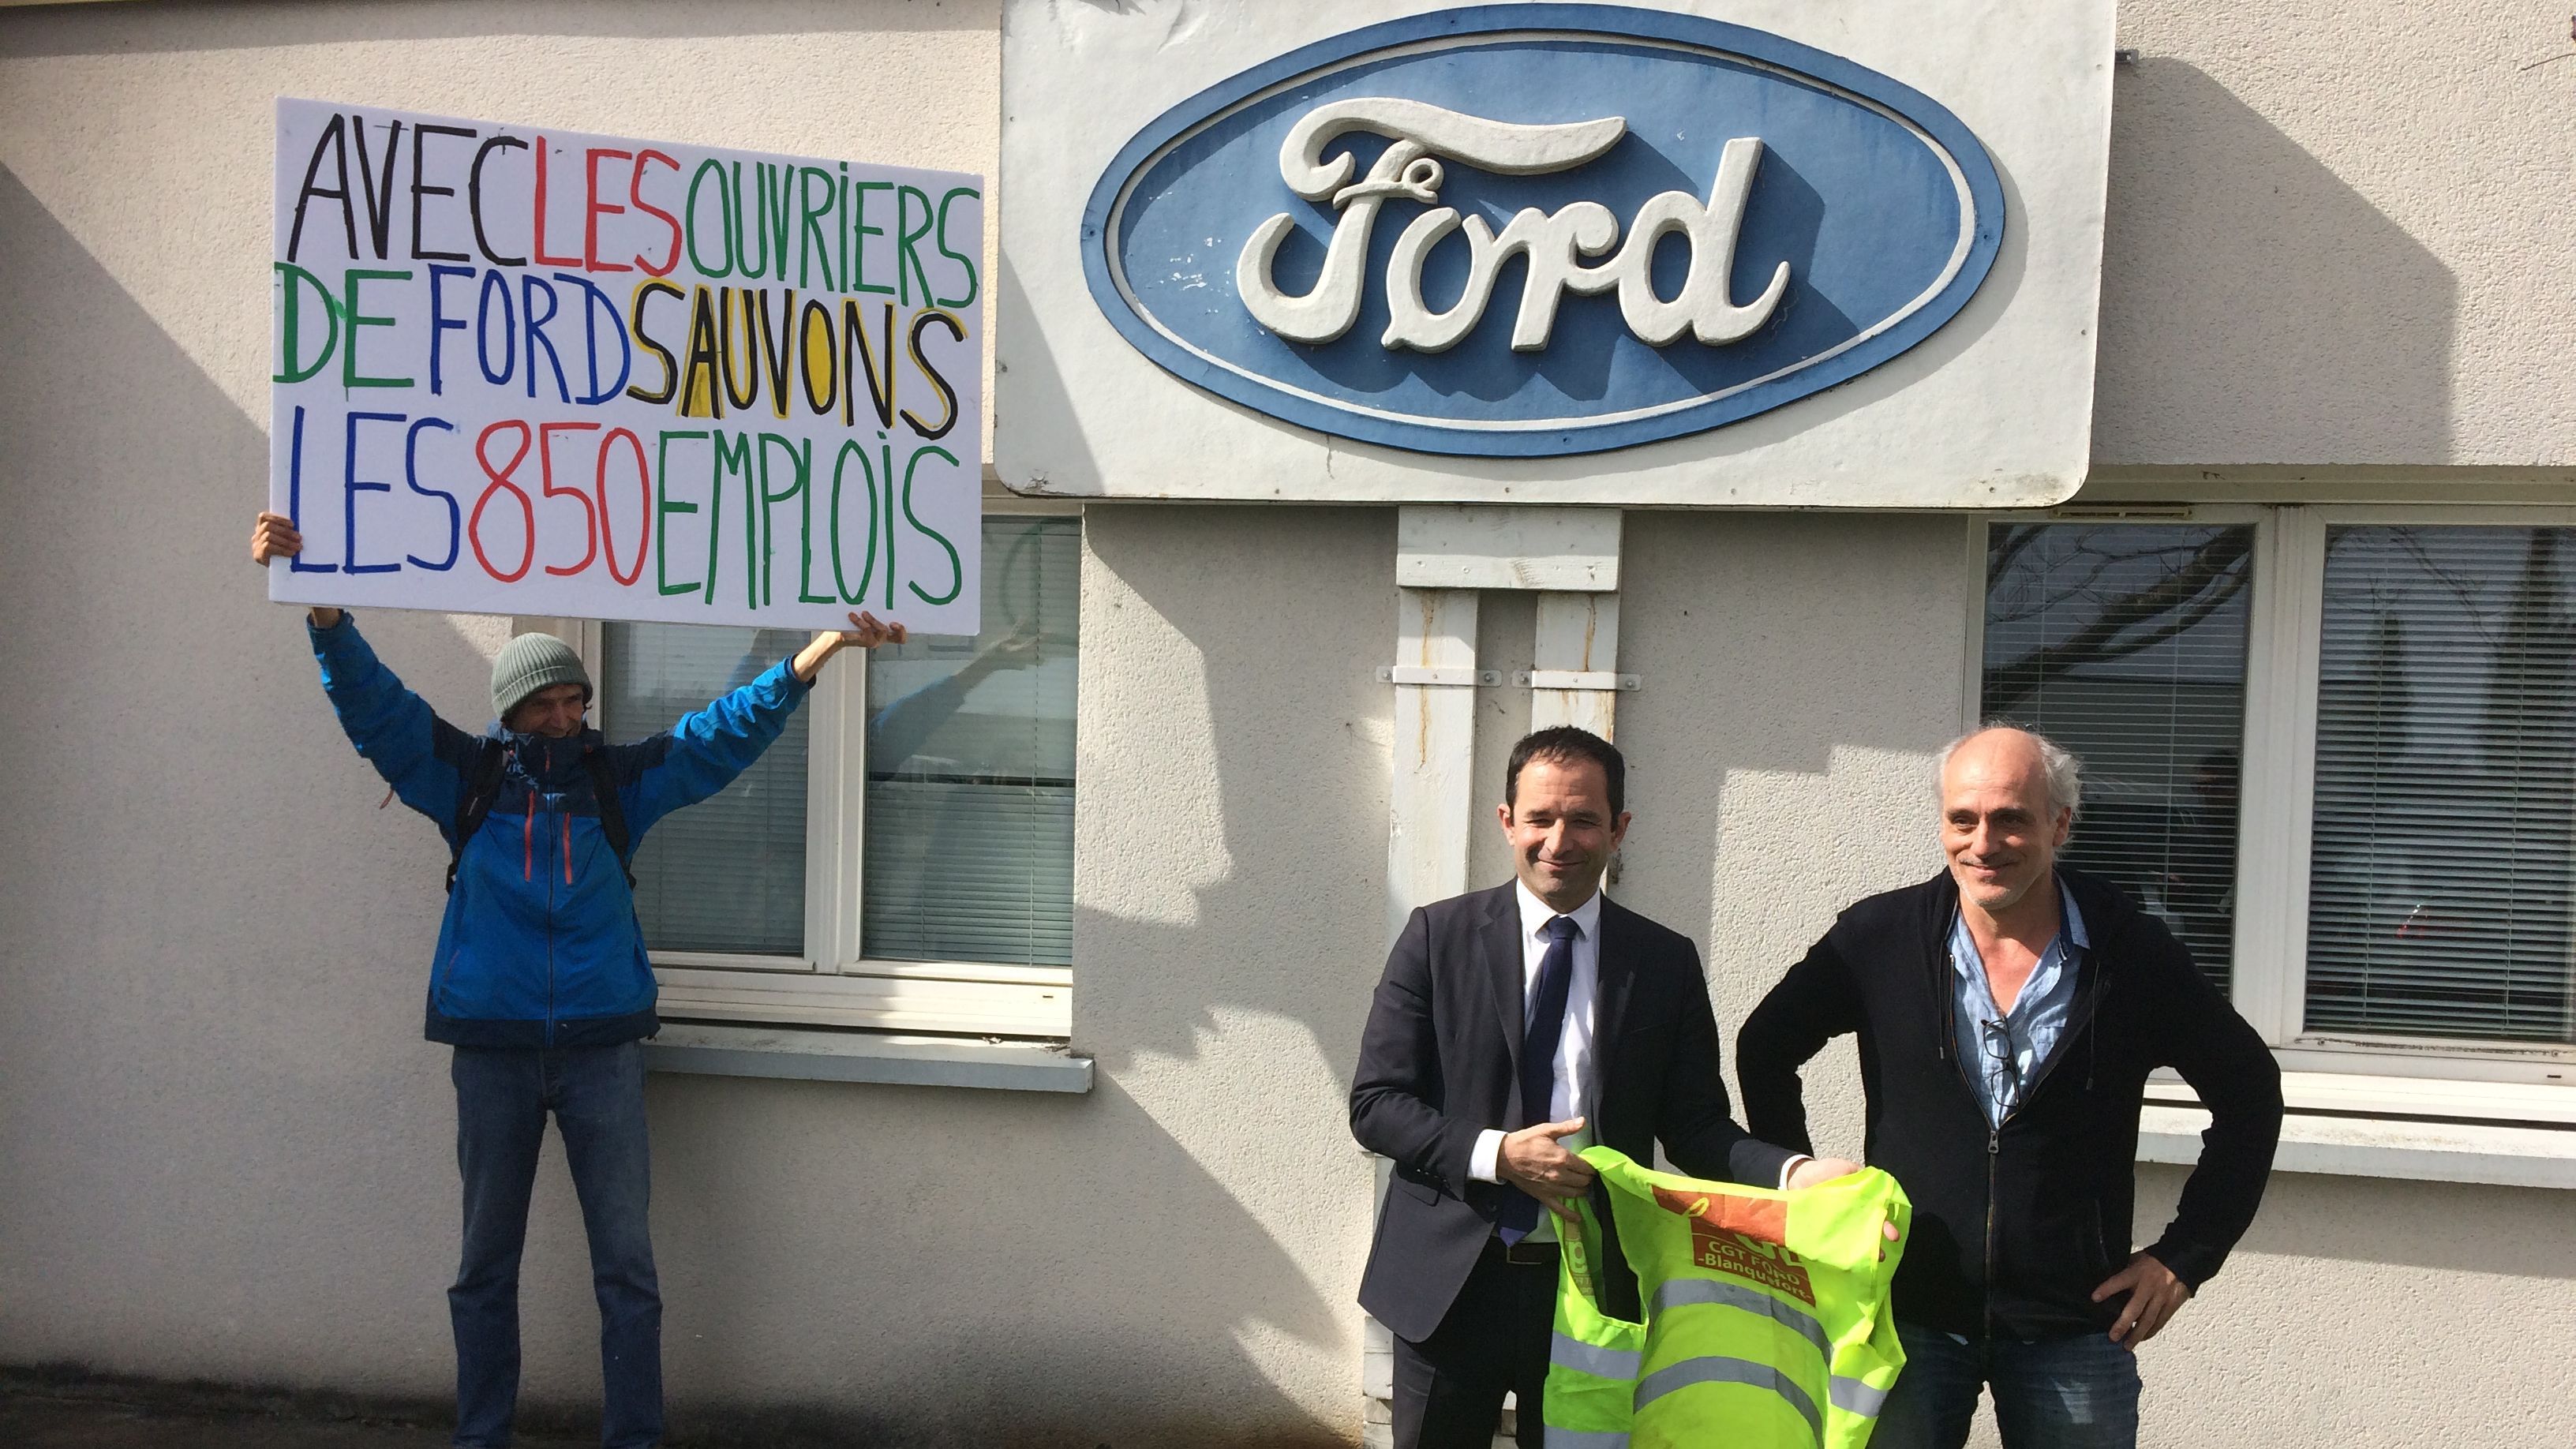 AVEC LES OUVRiERS
DE FORD SAUVONS
LES 850 EMPLOiS
Ford
CGT FORD
-Blanquefort-